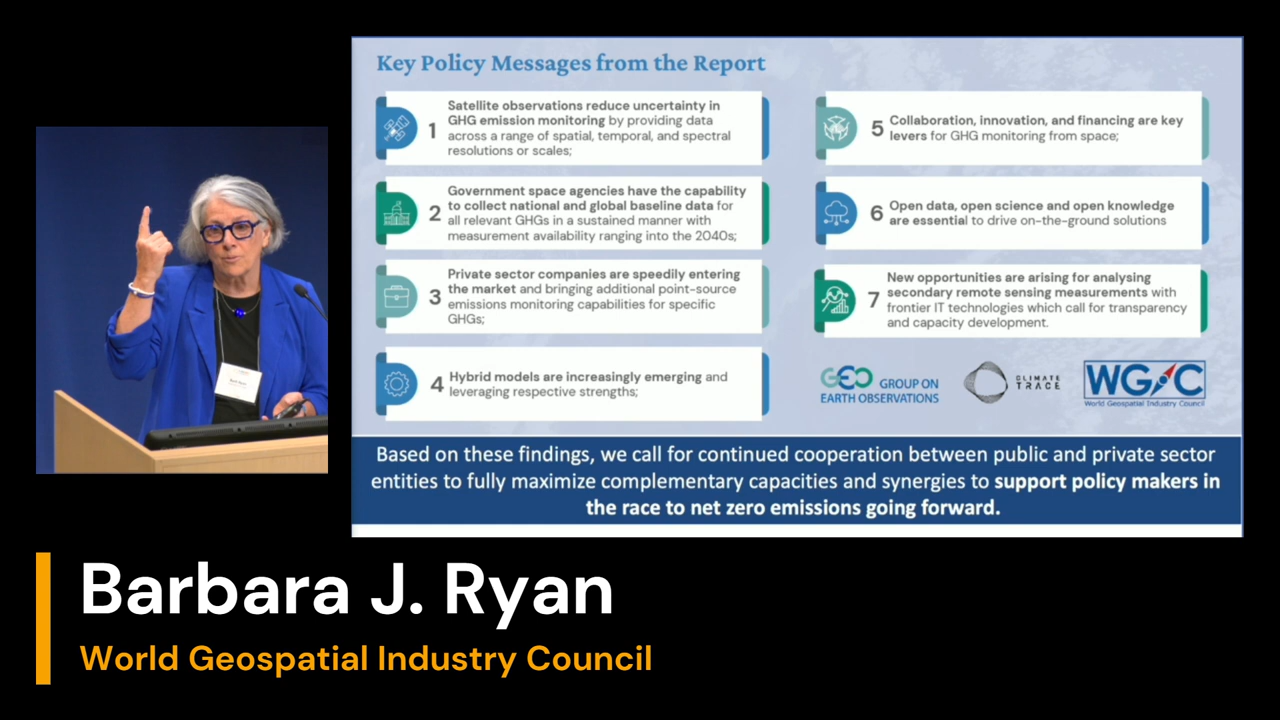 Key Policy Messages from the Report
1
Satellite observations reduce uncertainty in
GHG emission monitoring by providing data
across a range of spatial, temporal, and spectral
resolutions or scales;
2
Government space agencies have the capability
to collect national and global baseline data for
all relevant GHGs in a sustained manner with
measurement availability ranging into the 2040s;
3
Private sector companies are speedily entering
the market and bringing additional point-source
emissions monitoring capabilities for specific
GHGs;
4
Hybrid models are increasingly emerging and
leveraging respective strengths;
5
Collaboration, innovation, and financing are key
levers for GHG monitoring from space;
6
Open data, open science and open knowledge
are essential to drive on-the-ground solutions
7
New opportunities are arising for analysing
secondary remote sensing measurements with
frontier IT technologies which call for transparency
and capacity development.
GEO GROUP ON
EARTH OBSERVATIONS
CLIMATE
TRACE
WGIC
World Geospatial Industry Council
Based on these findings, we call for continued cooperation between public and private sector
entities to fully maximize complementary capacities and synergies to support policy makers in
the race to net zero emissions going forward.
Barbara J. Ryan
World Geospatial Industry Council